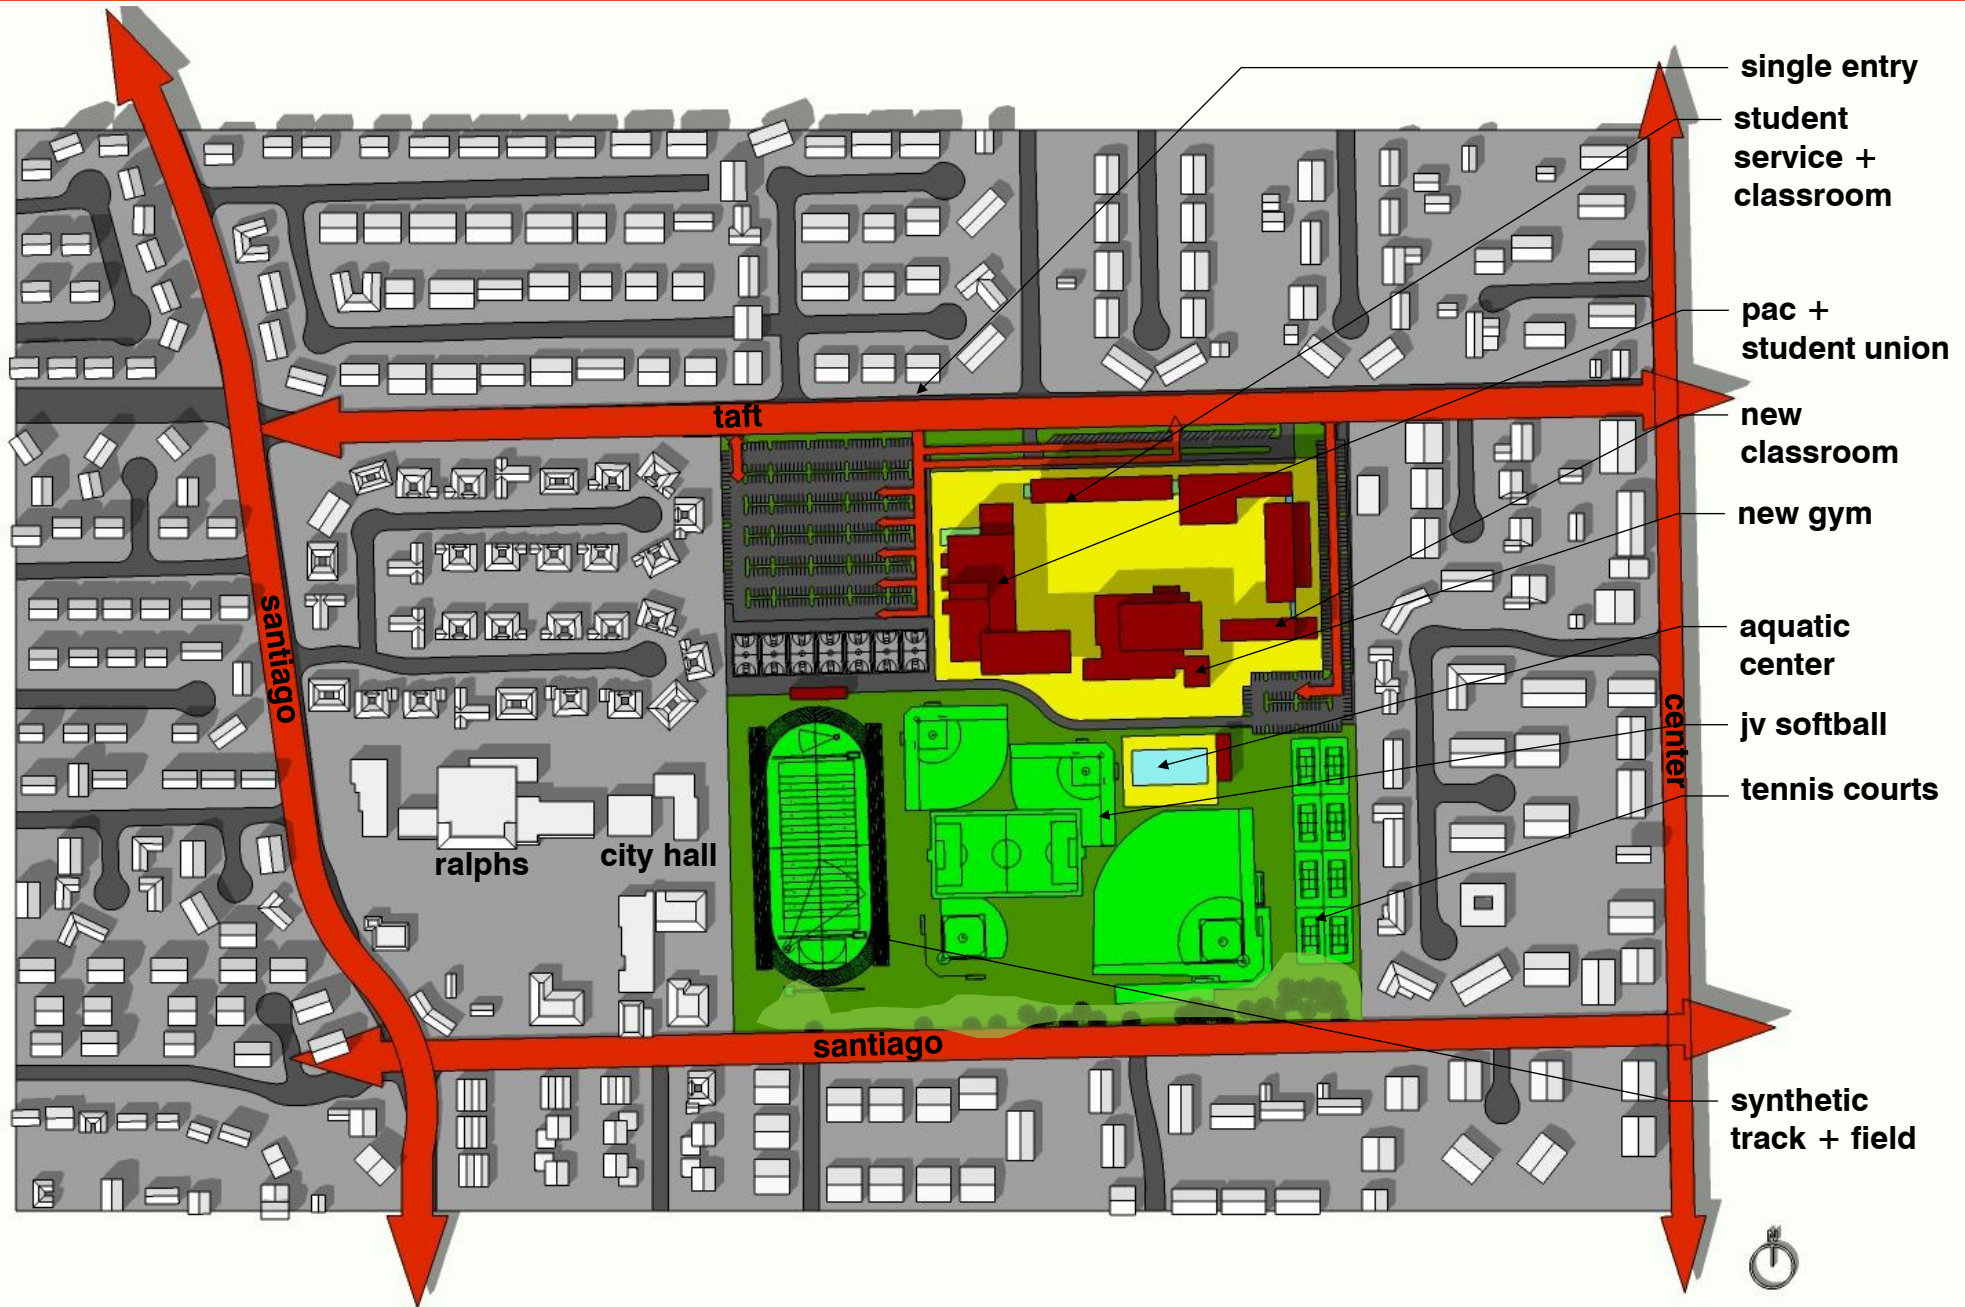 single entry
student
service +
classroom
pac +
student union
new
classroom
new gym
aquatic
center
jv softball
tennis courts
synthetic
track + field
taft
santiago
center
ralphs
city hall
santiago
N